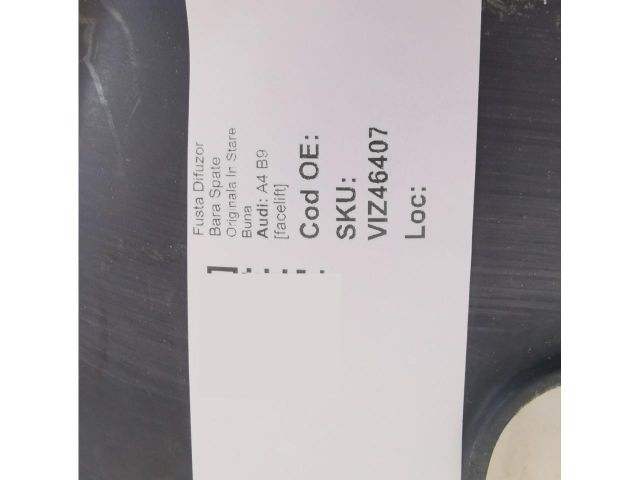 Fusta Difuzor
Bara Spate
Originala In Stare
Buna
Audi: A4 B9
[facelift]
Cod OE:
SKU:
VIZ46407
Loc: